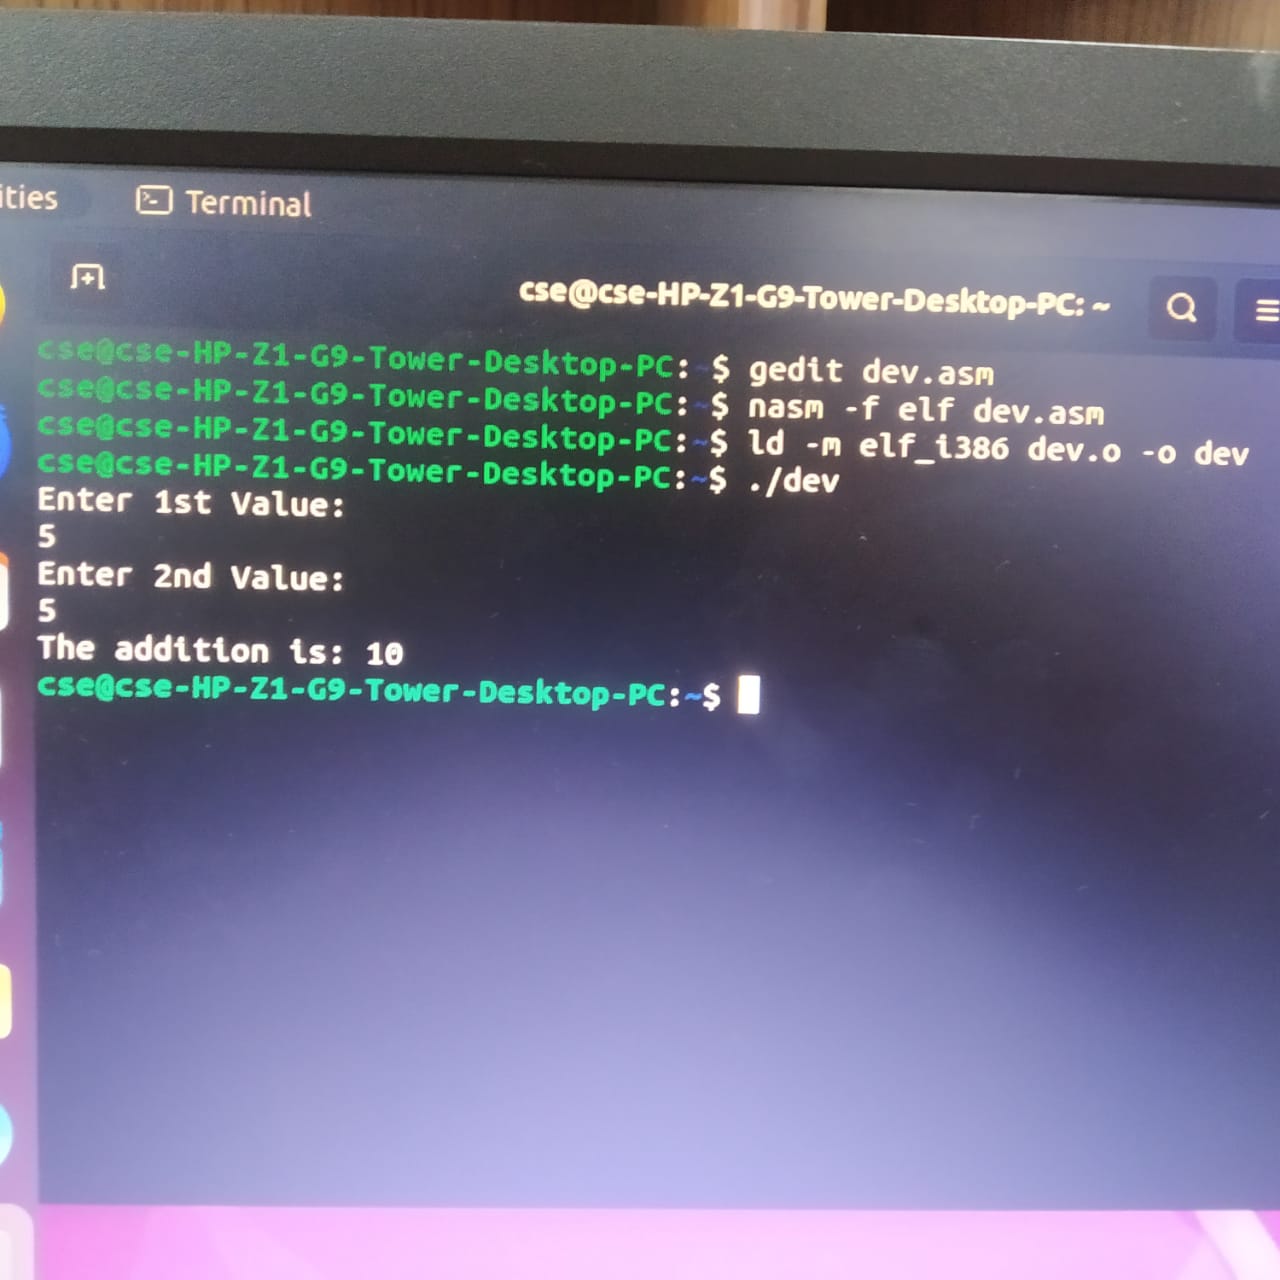 ities Terminal
cse@cse-HP-Z1-G9-Tower-Desktop-PC: ~
cse@cse-HP-Z1-G9-Tower-Desktop-PC:~$ gedit dev.asm
cse@cse-HP-Z1-G9-Tower-Desktop-PC:~$ nasm -f elf dev.asm
cse@cse-HP-Z1-G9-Tower-Desktop-PC:~$ ld -m elf_i386 dev.o -o dev
cse@cse-HP-Z1-G9-Tower-Desktop-PC:~$ ./dev
Enter 1st Value:
5
Enter 2nd Value:
5
The addition is: 10
cse@cse-HP-Z1-G9-Tower-Desktop-PC:~$